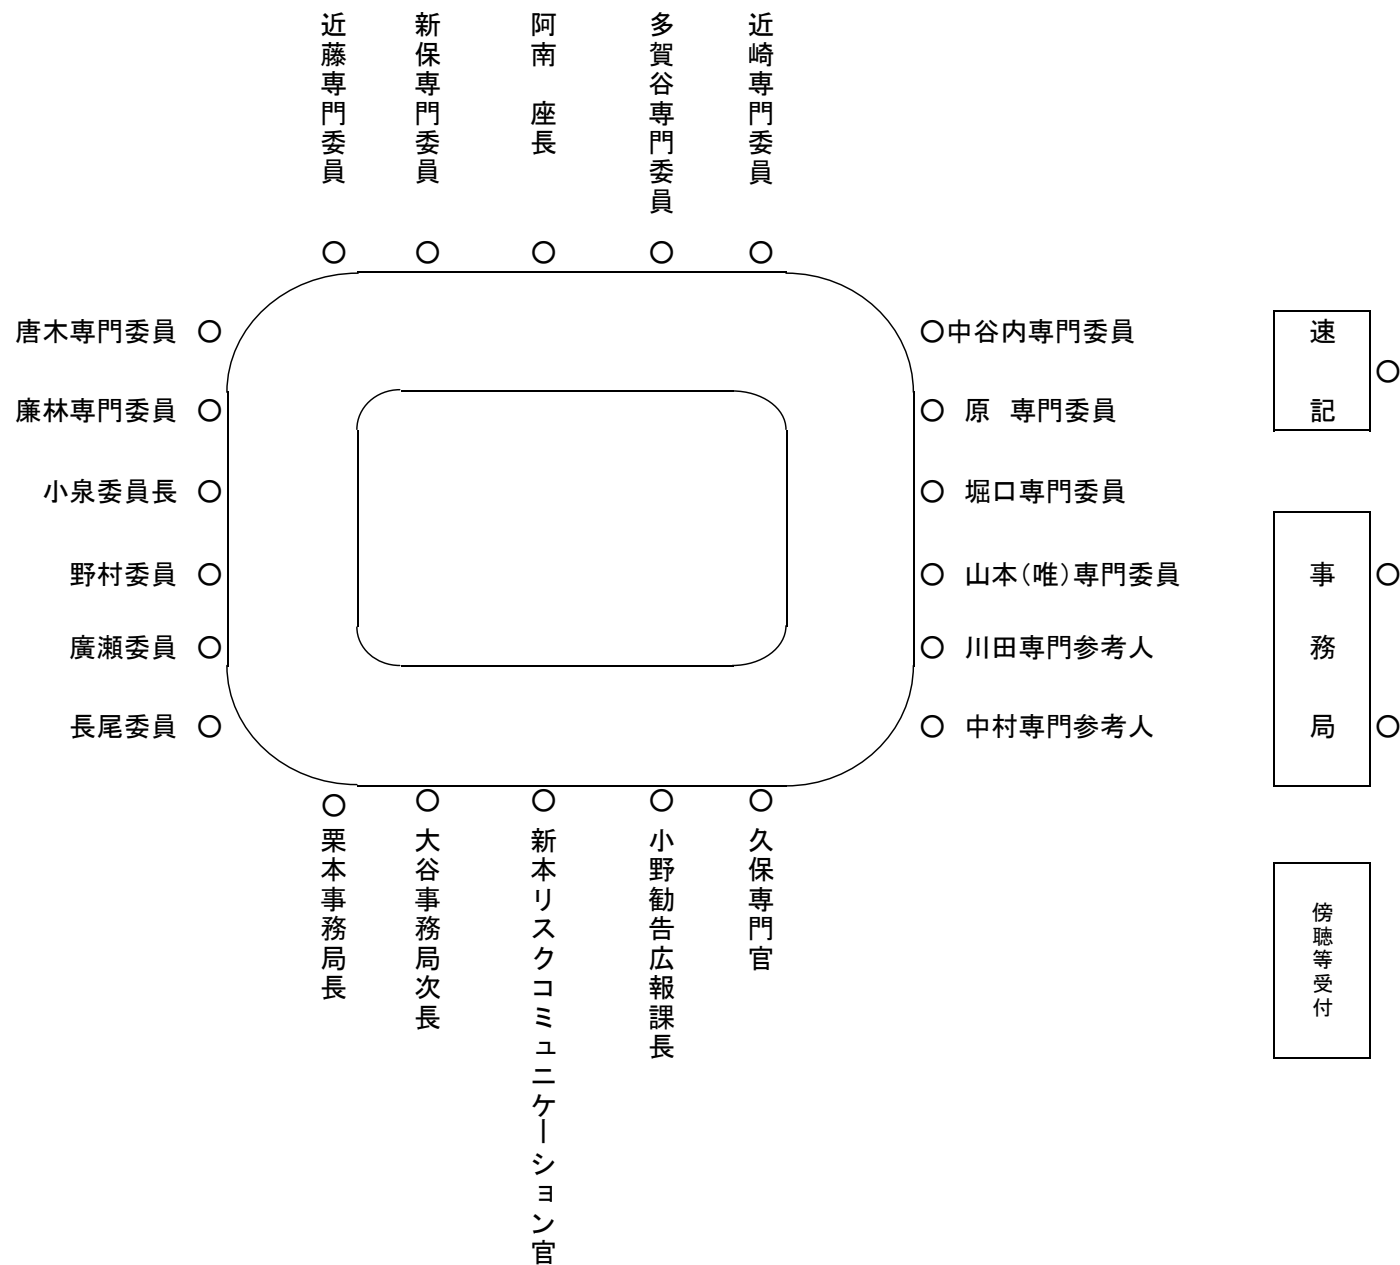 近藤専門委員
新保専門委員
阿南　座長
多賀谷専門委員
近崎専門委員
唐木専門委員
廉林専門委員
小泉委員長
野村委員
廣瀬委員
長尾委員
中谷内専門委員
原　専門委員
堀口専門委員
山本（唯）専門委員
川田専門参考人
中村専門参考人
速記
事務局
傍聴等受付
栗本事務局長
大谷事務局次長
新本リスクコミュニケーション官
小野勧告広報課長
久保専門官